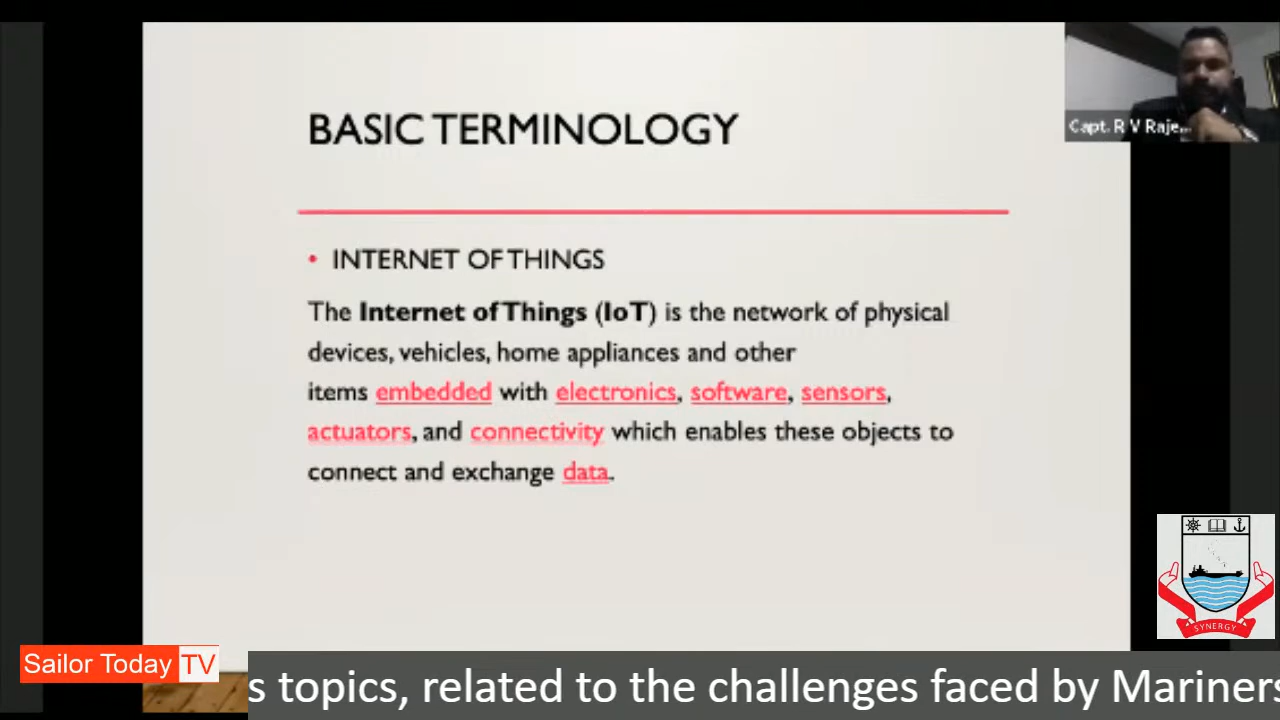 BASIC TERMINOLOGY
Capt. R V Raje...
• INTERNET OF THINGS
The Internet of Things (IoT) is the network of physical
devices, vehicles, home appliances and other
items embedded with electronics, software, sensors,
actuators, and connectivity which enables these objects to
connect and exchange data.
SYNERGY
Sailor Today TV
s topics, related to the challenges faced by Mariners